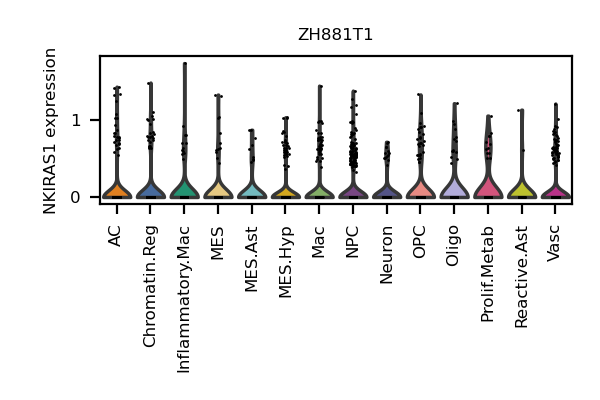 ZH881T1
NKIRAS1 expression
1
0
AC
Chromatin.Reg
Inflammatory.Mac
MES
MES.Ast
MES.Hyp
Mac
NPC
Neuron
OPC
Oligo
Prolif.Metab
Reactive.Ast
Vasc